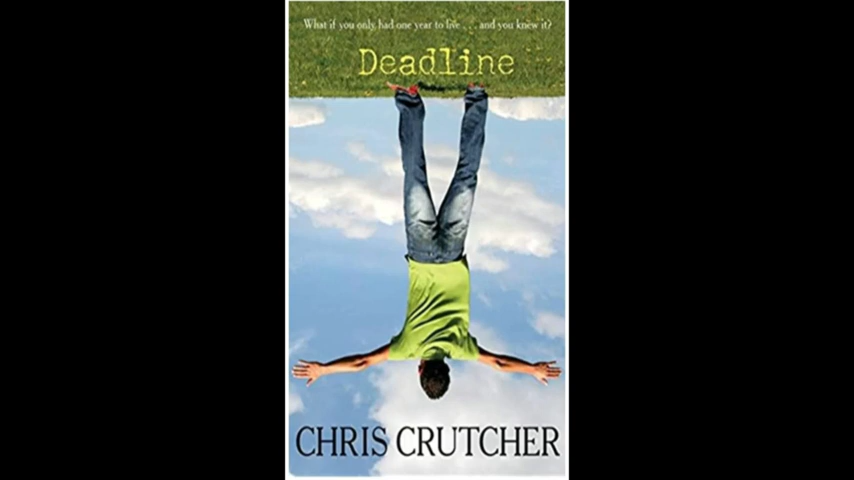 What if you only had one year to live . . . and you knew it?
Deadline
CHRIS CRUTCHER